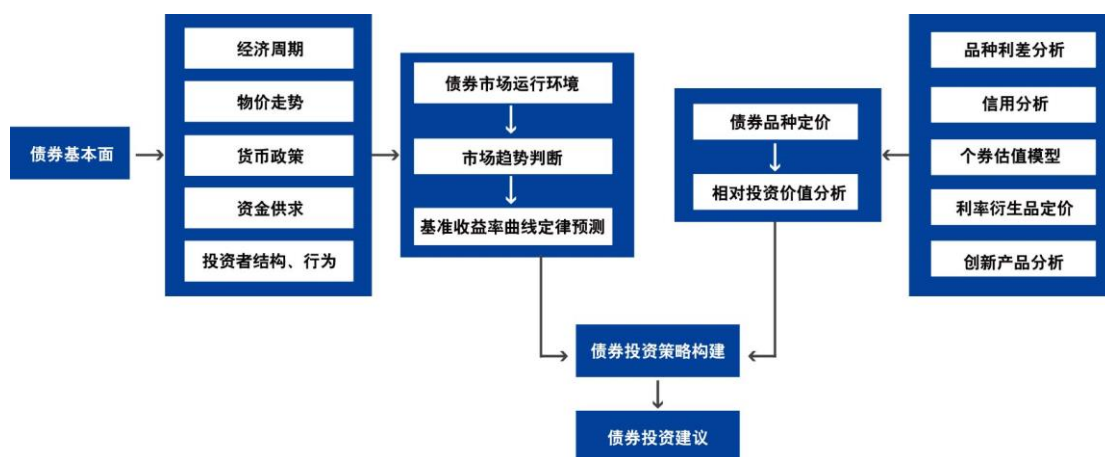 债券基本面
经济周期
物价走势
货币政策
资金供求
投资者结构、行为
债券市场运行环境
市场趋势判断
基准收益率曲线定律预测
债券品种定价
相对投资价值分析
品种利差分析
信用分析
个券估值模型
利率衍生品定价
创新产品分析
债券投资策略构建
债券投资建议